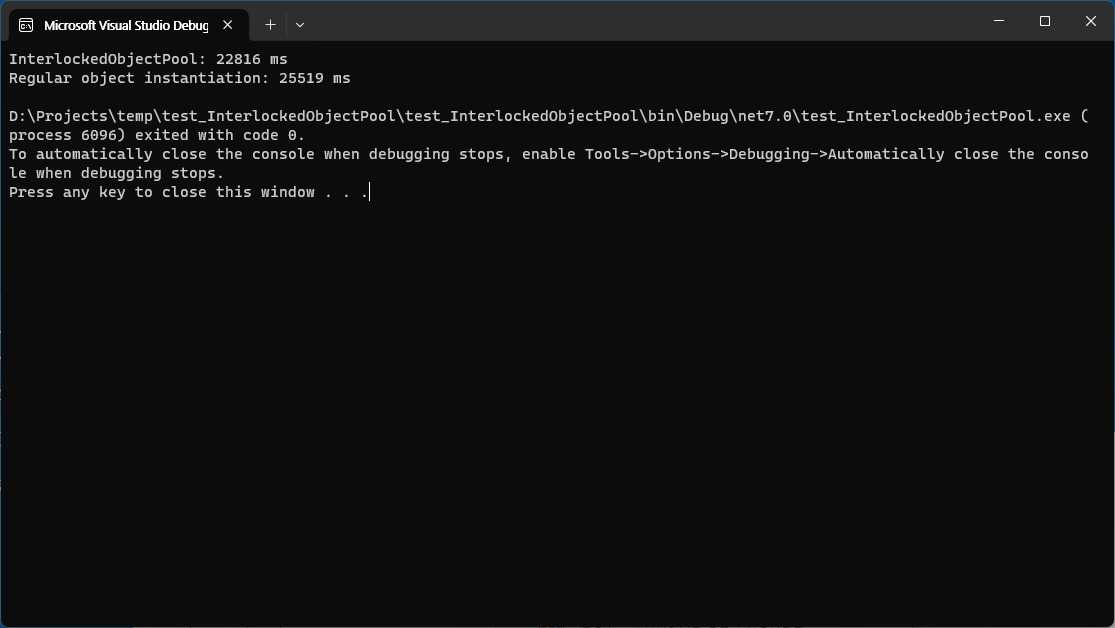 Microsoft Visual Studio Debug
InterlockedObjectPool: 22816 ms
Regular object instantiation: 25519 ms
D:\Projects\temp\test_InterlockedObjectPool\test_InterlockedObjectPool\bin\Debug\net7.0\test_InterlockedObjectPool.exe (
process 6096) exited with code 0.
To automatically close the console when debugging stops, enable Tools->Options->Debugging->Automatically close the conso
le when debugging stops.
Press any key to close this window . . .